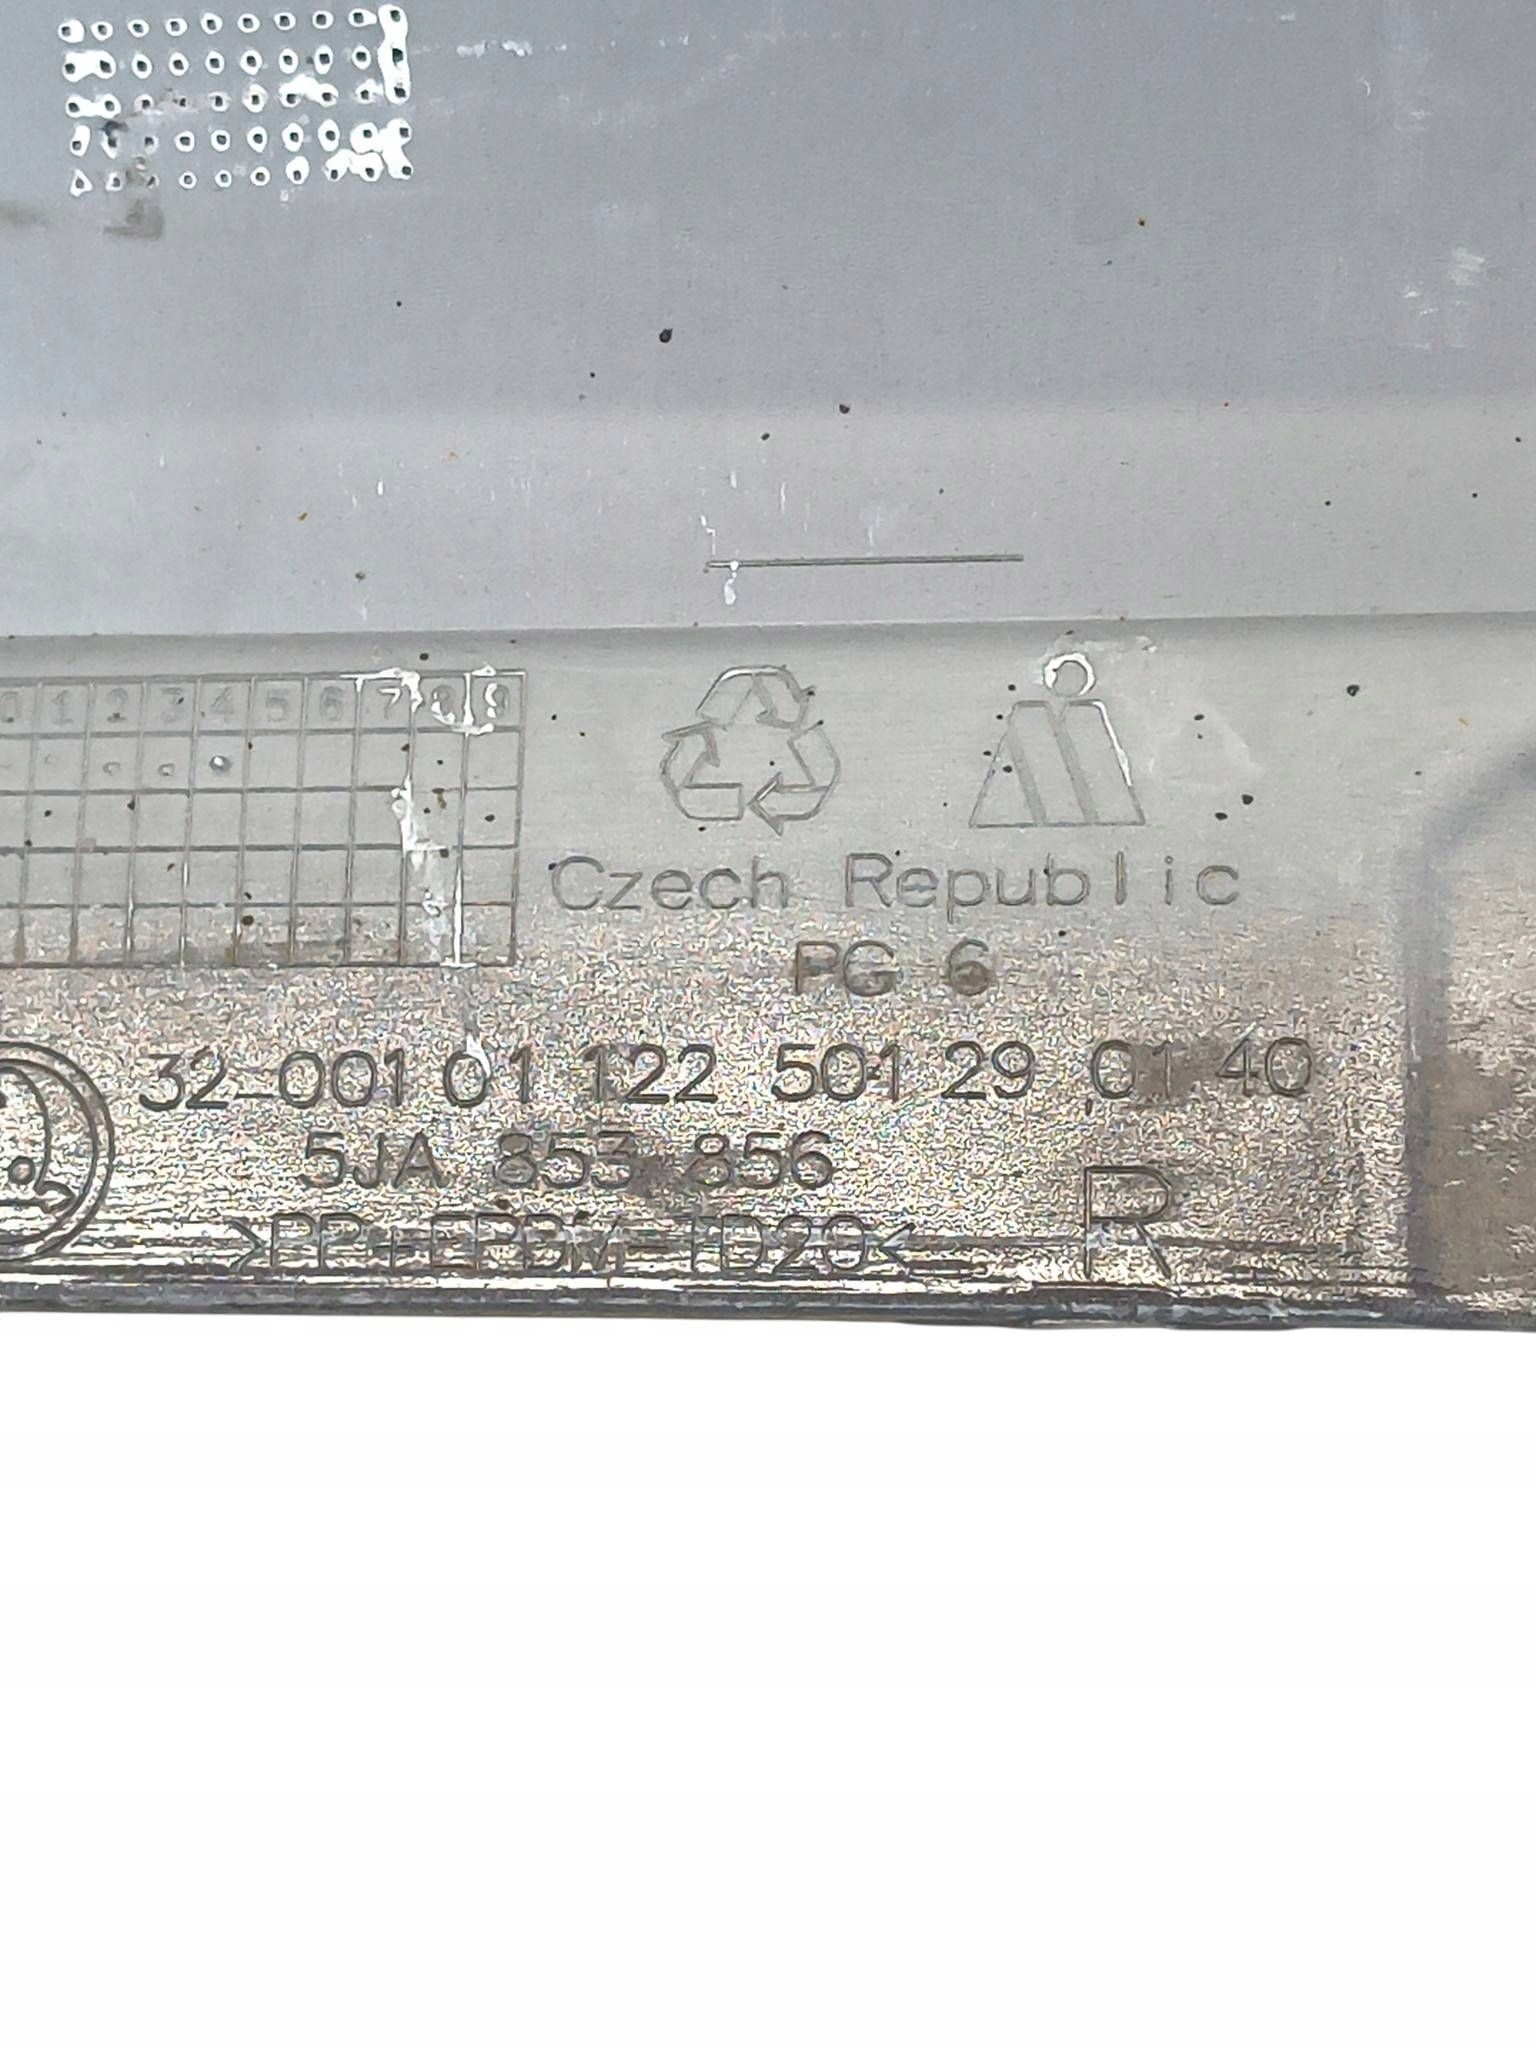 0 1 2 3 4 5 6 7 8 9
Czech Republic
PG 6
32-001 01 122 501 29 01 40
5JA 853 856
>PP+EPDM-TD20<
R